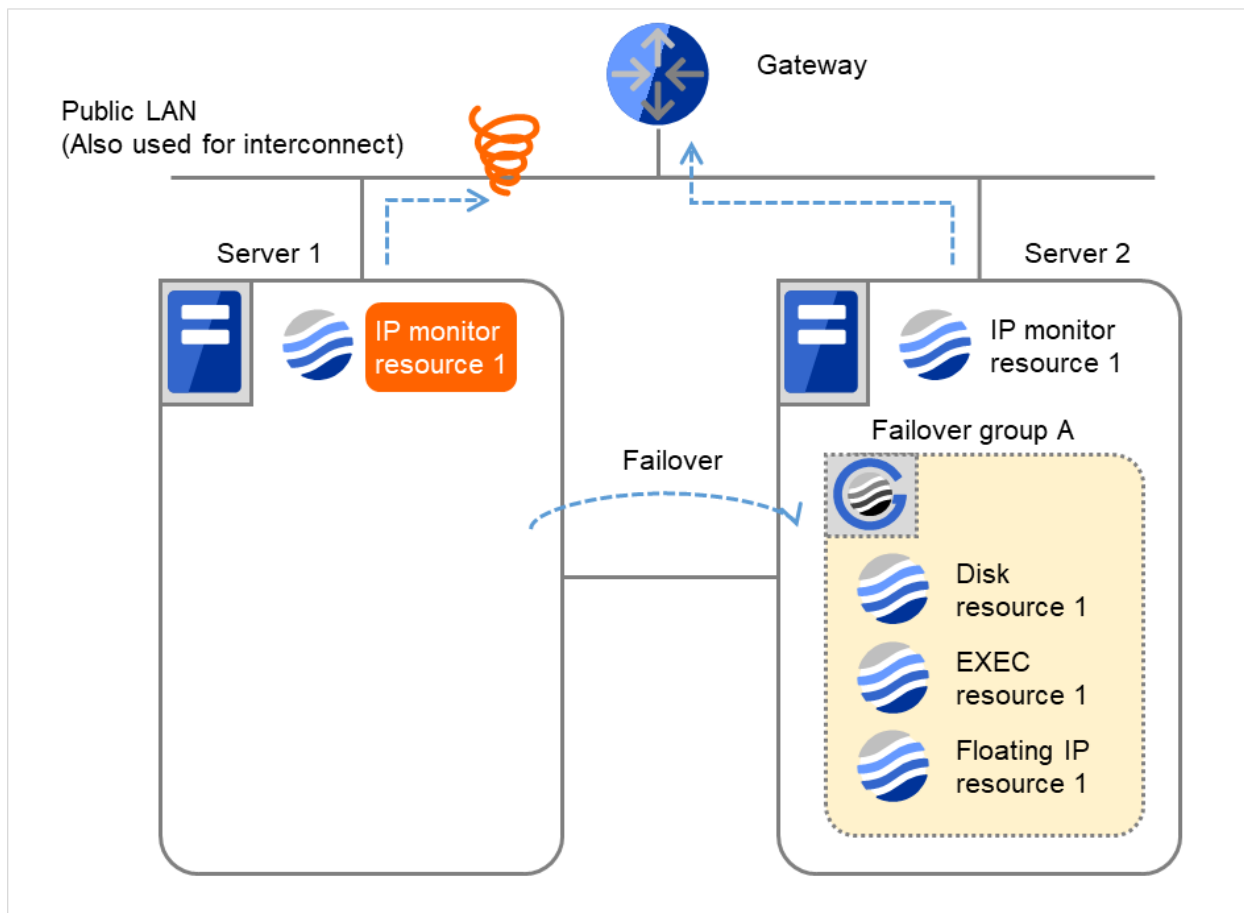 Gateway
Public LAN
(Also used for interconnect)
Server 1
Server 2
IP monitor
resource 1
IP monitor
resource 1
Failover group A
Failover
Disk
resource 1
EXEC
resource 1
Floating IP
resource 1